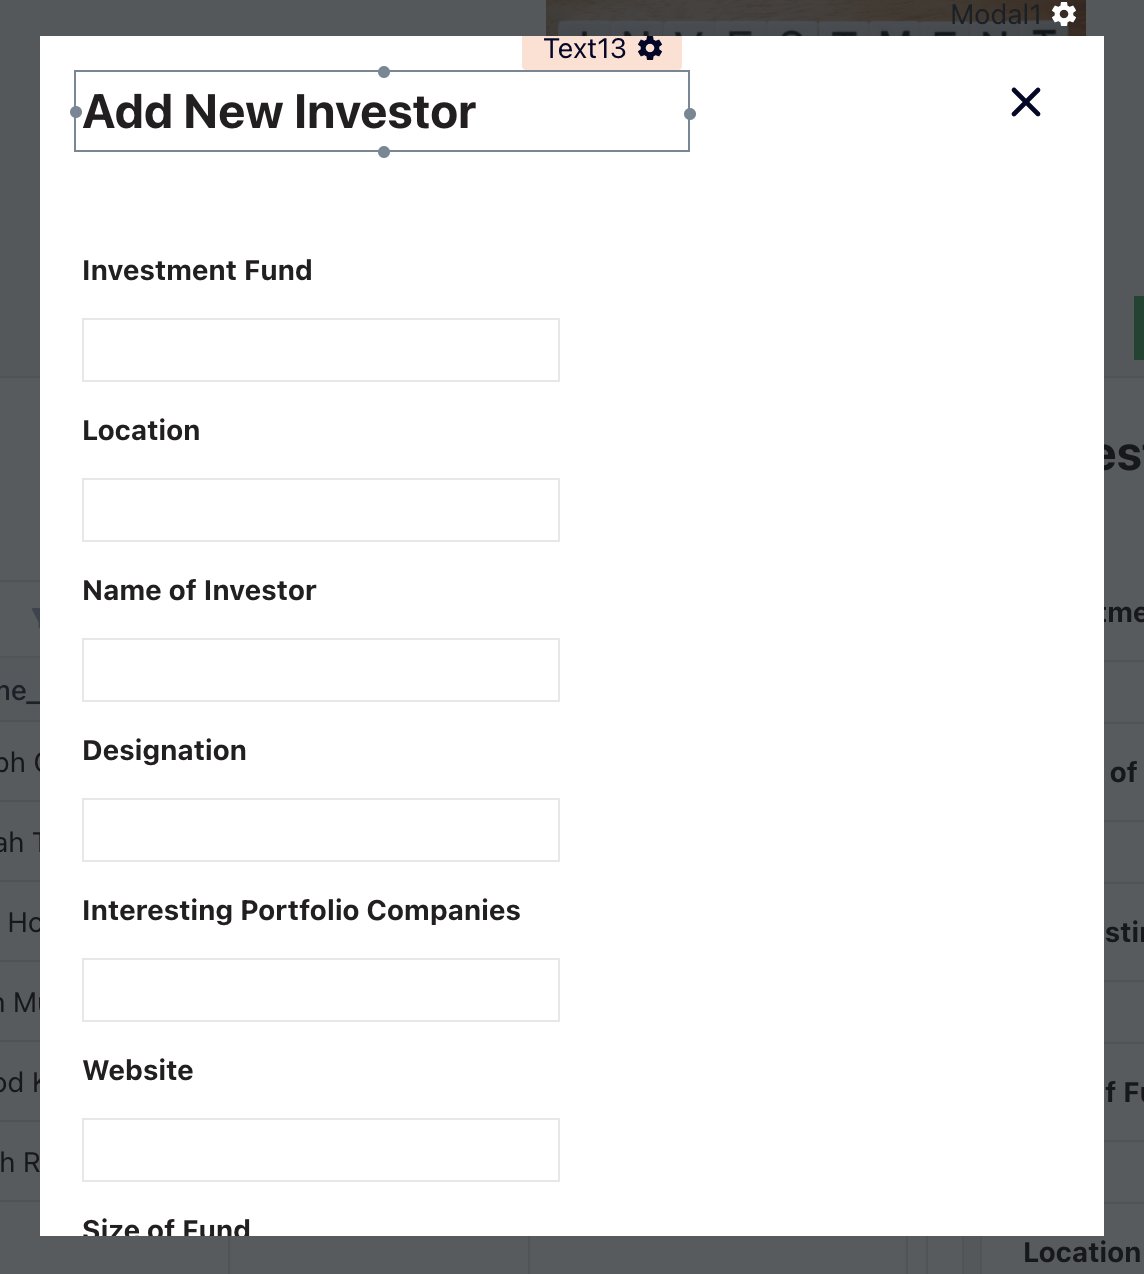 Modal1
Text13
Add New Investor
Investment Fund
Location
Name of Investor
Designation
Interesting Portfolio Companies
Website
Size of Fund
of
Location